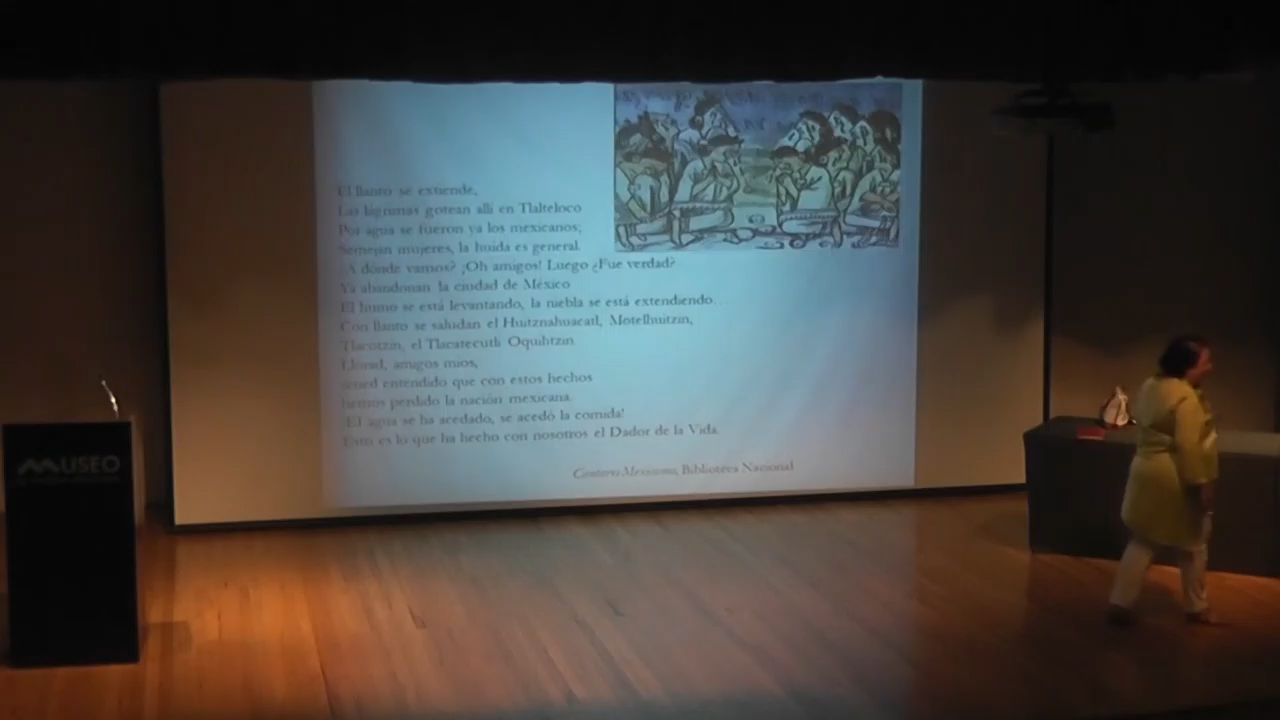 El llanto se extiende,
Las lágrimas gotean allí en Tlalteloco
Por agua se fueron ya los mexicanos;
Semejan mujeres, la huida es general.
A dónde vamos? ¡Oh amigos! Luego ¿Fue verdad?
Ya abandonan la ciudad de México
El humo se está levantando, la niebla se está extendiendo.
Con llanto se saludan el Huitznahuacatl, Motelhuitzin,
Tlacotzin, el Tlacatecutli Oquihtzin.
Llorad, amigos mios,
tened entendido que con estos hechos
hemos perdido la nación mexicana.
El agua se ha acedado, se acedó la comida!
Esto es lo que ha hecho con nosotros el Dador de la Vida.
Biblioteca Nacional
MUSEO